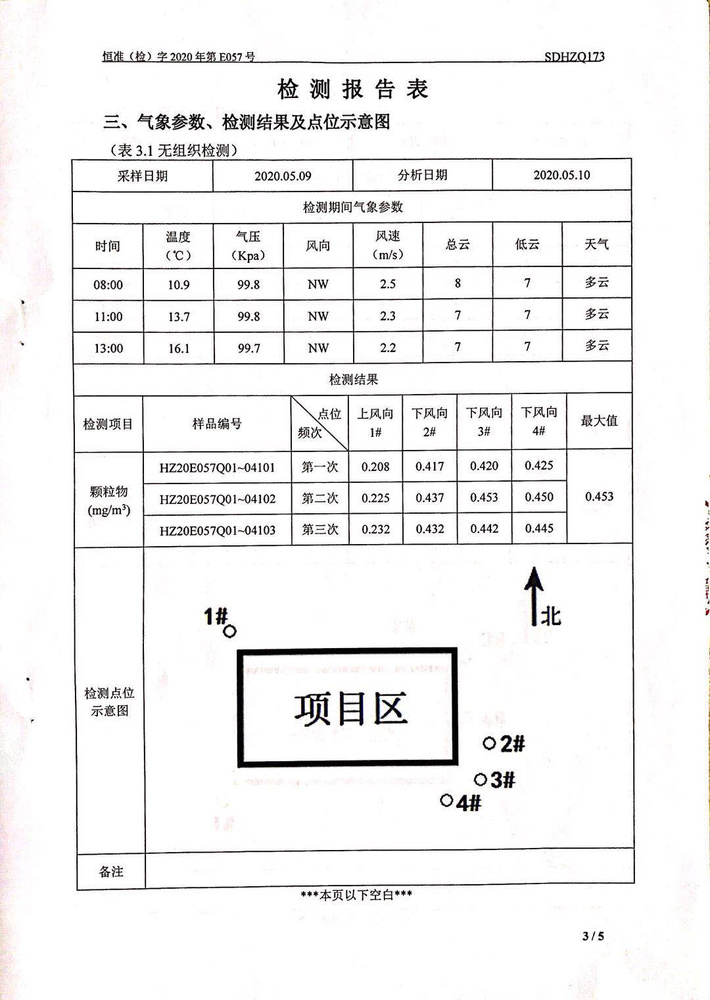 恒准（检）字 2020 年第 E057 号 SDHZQ173
检 测 报 告 表
三、气象参数、检测结果及点位示意图
（表 3.1 无组织检测）
采样日期 2020.05.09 分析日期 2020.05.10
检测期间气象参数
时间 温度（℃） 气压（Kpa） 风向 风速（m/s） 总云 低云 天气
08:00 10.9 99.8 NW 2.5 8 7 多云
11:00 13.7 99.8 NW 2.3 7 7 多云
13:00 16.1 99.7 NW 2.2 7 7 多云
检测结果
检测项目 样品编号 点位 频次 上风向 1# 下风向 2# 下风向 3# 下风向 4# 最大值
颗粒物 (mg/m³) HZ20E057Q01~04101 第一次 0.208 0.417 0.420 0.425 0.453
HZ20E057Q01~04102 第二次 0.225 0.437 0.453 0.450
HZ20E057Q01~04103 第三次 0.232 0.432 0.442 0.445
检测点位
示意图
北
1#
项目区
2#
3#
4#
备注
***本页以下空白***
3 / 5